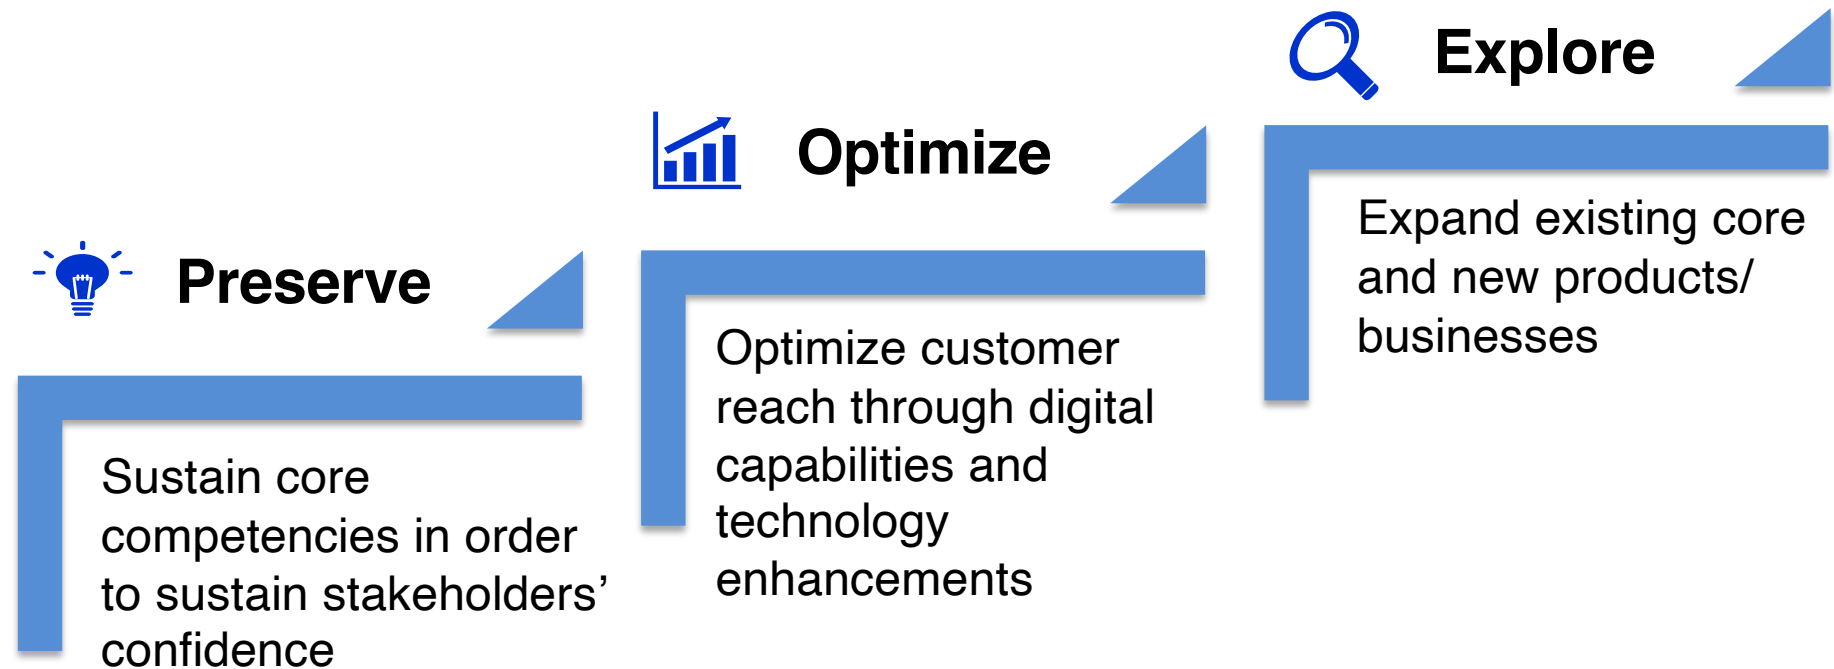 Preserve
Sustain core
competencies in order
to sustain stakeholders’
confidence
Optimize
Optimize customer
reach through digital
capabilities and
technology
enhancements
Explore
Expand existing core
and new products/
businesses